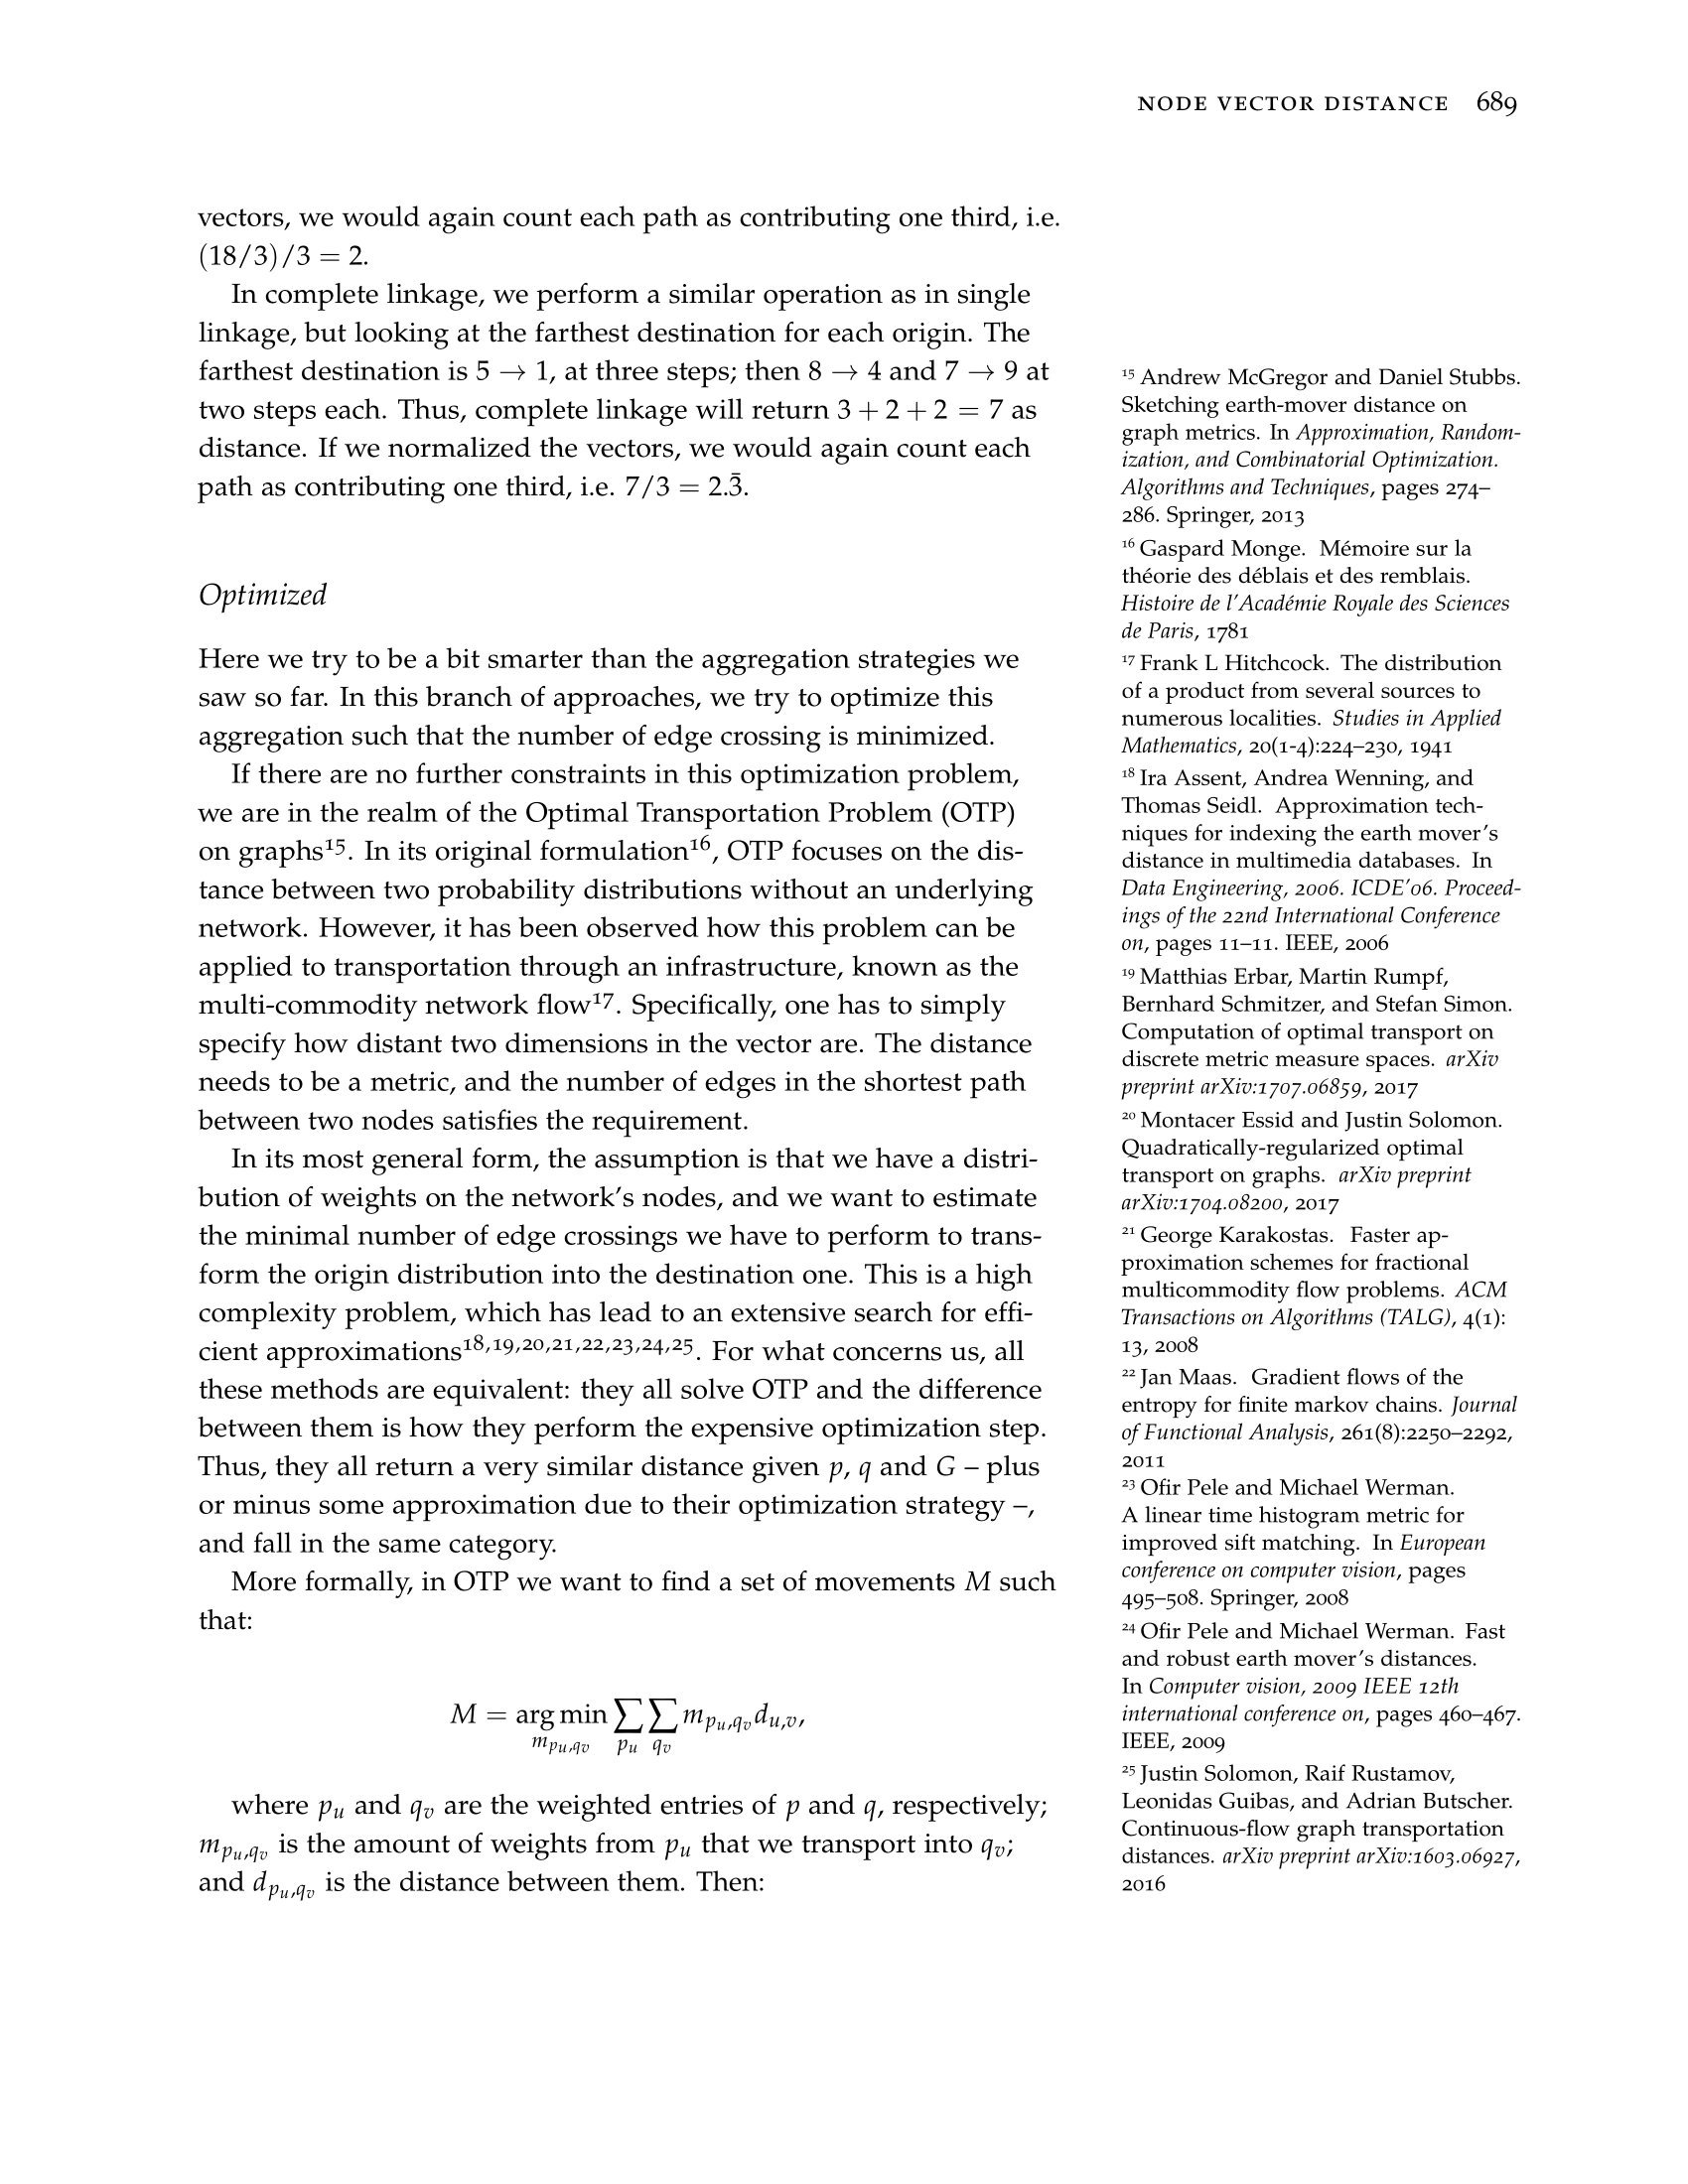 NODE VECTOR DISTANCE 689
vectors, we would again count each path as contributing one third, i.e.
(18/3)/3 = 2.
In complete linkage, we perform a similar operation as in single
linkage, but looking at the farthest destination for each origin. The
farthest destination is 5 → 1, at three steps; then 8 → 4 and 7 → 9 at
two steps each. Thus, complete linkage will return 3 + 2 + 2 = 7 as
distance. If we normalized the vectors, we would again count each
path as contributing one third, i.e. 7/3 = 2.3̄.
Optimized
Here we try to be a bit smarter than the aggregation strategies we
saw so far. In this branch of approaches, we try to optimize this
aggregation such that the number of edge crossing is minimized.
If there are no further constraints in this optimization problem,
we are in the realm of the Optimal Transportation Problem (OTP)
on graphs¹⁵. In its original formulation¹⁶, OTP focuses on the dis-
tance between two probability distributions without an underlying
network. However, it has been observed how this problem can be
applied to transportation through an infrastructure, known as the
multi-commodity network flow¹⁷. Specifically, one has to simply
specify how distant two dimensions in the vector are. The distance
needs to be a metric, and the number of edges in the shortest path
between two nodes satisfies the requirement.
In its most general form, the assumption is that we have a distri-
bution of weights on the network's nodes, and we want to estimate
the minimal number of edge crossings we have to perform to trans-
form the origin distribution into the destination one. This is a high
complexity problem, which has lead to an extensive search for effi-
cient approximations¹⁸,¹⁹,²⁰,²¹,²²,²³,²⁴,²⁵. For what concerns us, all
these methods are equivalent: they all solve OTP and the difference
between them is how they perform the expensive optimization step.
Thus, they all return a very similar distance given p, q and G – plus
or minus some approximation due to their optimization strategy –,
and fall in the same category.
More formally, in OTP we want to find a set of movements M such
that:
M = arg min ∑ ∑ m_{p_u,q_v} d_{u,v},
m_{p_u,q_v} p_u q_v
where p_u and q_v are the weighted entries of p and q, respectively;
m_{p_u,q_v} is the amount of weights from p_u that we transport into q_v;
and d_{p_u,q_v} is the distance between them. Then:
¹⁵ Andrew McGregor and Daniel Stubbs.
Sketching earth-mover distance on
graph metrics. In Approximation, Random-
ization, and Combinatorial Optimization.
Algorithms and Techniques, pages 274–
286. Springer, 2013
¹⁶ Gaspard Monge. Mémoire sur la
théorie des déblais et des remblais.
Histoire de l'Académie Royale des Sciences
de Paris, 1781
¹⁷ Frank L Hitchcock. The distribution
of a product from several sources to
numerous localities. Studies in Applied
Mathematics, 20(1-4):224–230, 1941
¹⁸ Ira Assent, Andrea Wenning, and
Thomas Seidl. Approximation tech-
niques for indexing the earth mover's
distance in multimedia databases. In
Data Engineering, 2006. ICDE'06. Proceed-
ings of the 22nd International Conference
on, pages 11–11. IEEE, 2006
¹⁹ Matthias Erbar, Martin Rumpf,
Bernhard Schmitzer, and Stefan Simon.
Computation of optimal transport on
discrete metric measure spaces. arXiv
preprint arXiv:1707.06859, 2017
²⁰ Montacer Essid and Justin Solomon.
Quadratically-regularized optimal
transport on graphs. arXiv preprint
arXiv:1704.08200, 2017
²¹ George Karakostas. Faster ap-
proximation schemes for fractional
multicommodity flow problems. ACM
Transactions on Algorithms (TALG), 4(1):
13, 2008
²² Jan Maas. Gradient flows of the
entropy for finite markov chains. Journal
of Functional Analysis, 261(8):2250–2292,
2011
²³ Ofir Pele and Michael Werman.
A linear time histogram metric for
improved sift matching. In European
conference on computer vision, pages
495–508. Springer, 2008
²⁴ Ofir Pele and Michael Werman. Fast
and robust earth mover's distances.
In Computer vision, 2009 IEEE 12th
international conference on, pages 460–467.
IEEE, 2009
²⁵ Justin Solomon, Raif Rustamov,
Leonidas Guibas, and Adrian Butscher.
Continuous-flow graph transportation
distances. arXiv preprint arXiv:1603.06927,
2016